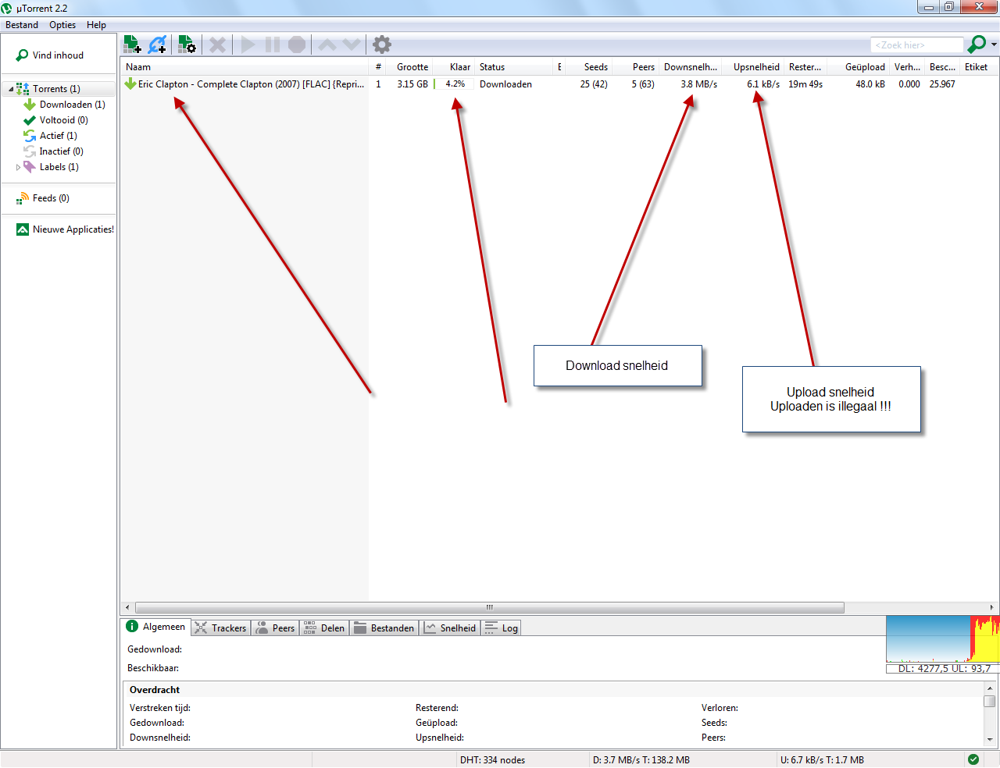 µTorrent 2.2
Bestand Opties Help
Vind inhoud
<Zoek hier>
Naam # Grootte Klaar Status E Seeds Peers Downsnelh... Upsnelheid Rester... Geüpload Verh... Besc... Etiket
Eric Clapton - Complete Clapton (2007) [FLAC] {Repri... 1 3.15 GB 4.2% Downloaden 25 (42) 5 (63) 3.8 MB/s 6.1 kB/s 19m 49s 48.0 kB 0.000 25.967
Torrents (1)
Downloaden (1)
Voltooid (0)
Actief (1)
Inactief (0)
Labels (1)
Feeds (0)
Nieuwe Applicaties!
Download snelheid
Upload snelheid
Uploaden is illegaal !!!
Algemeen Trackers Peers Delen Bestanden Snelheid Log
Gedownload:
Beschikbaar:
DL: 4277,5 UL: 93,7
Overdracht
Verstreken tijd: Resterend: Verloren:
Gedownload: Geüpload: Seeds:
Downsnelheid: Upsnelheid: Peers:
DHT: 334 nodes D: 3.7 MB/s T: 138.2 MB U: 6.7 kB/s T: 1.7 MB